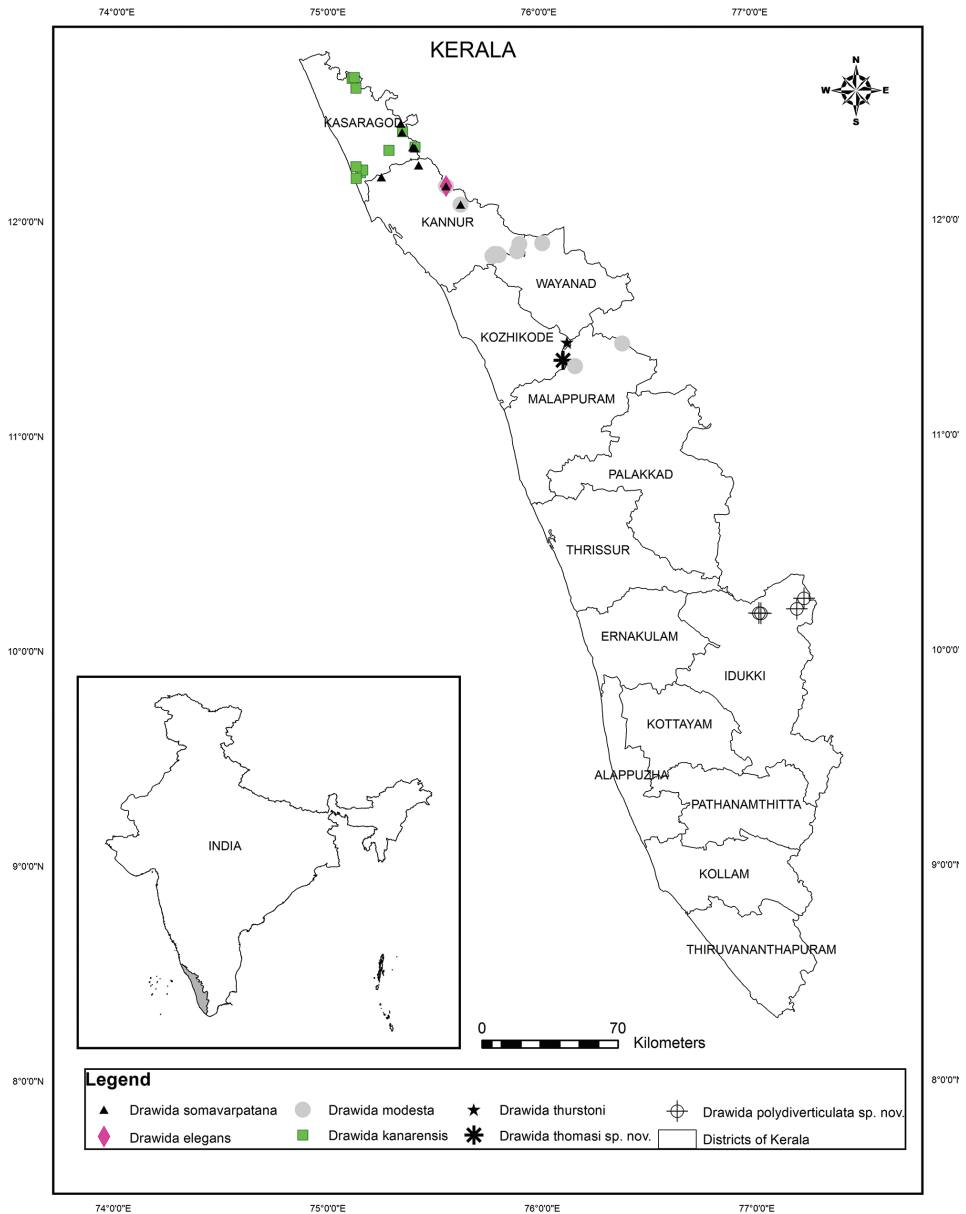 74°0'0"E 75°0'0"E 76°0'0"E 77°0'0"E
KERALA
N
W E
S
KASARAGOD
12°0'0"N 12°0'0"N
KANNUR
WAYANAD
KOZHIKODE
MALAPPURAM
11°0'0"N 11°0'0"N
PALAKKAD
THRISSUR
ERNAKULAM
10°0'0"N 10°0'0"N
IDUKKI
KOTTAYAM
ALAPPUZHA
PATHANAMTHITTA
INDIA
9°0'0"N 9°0'0"N
KOLLAM
THIRUVANANTHAPURAM
0 70
Kilometers
8°0'0"N 8°0'0"N
Legend
Drawida somavarpatana Drawida modesta Drawida thurstoni Drawida polydiverticulata sp. nov.
Drawida elegans Drawida kanarensis Drawida thomasi sp. nov. Districts of Kerala
74°0'0"E 75°0'0"E 76°0'0"E 77°0'0"E